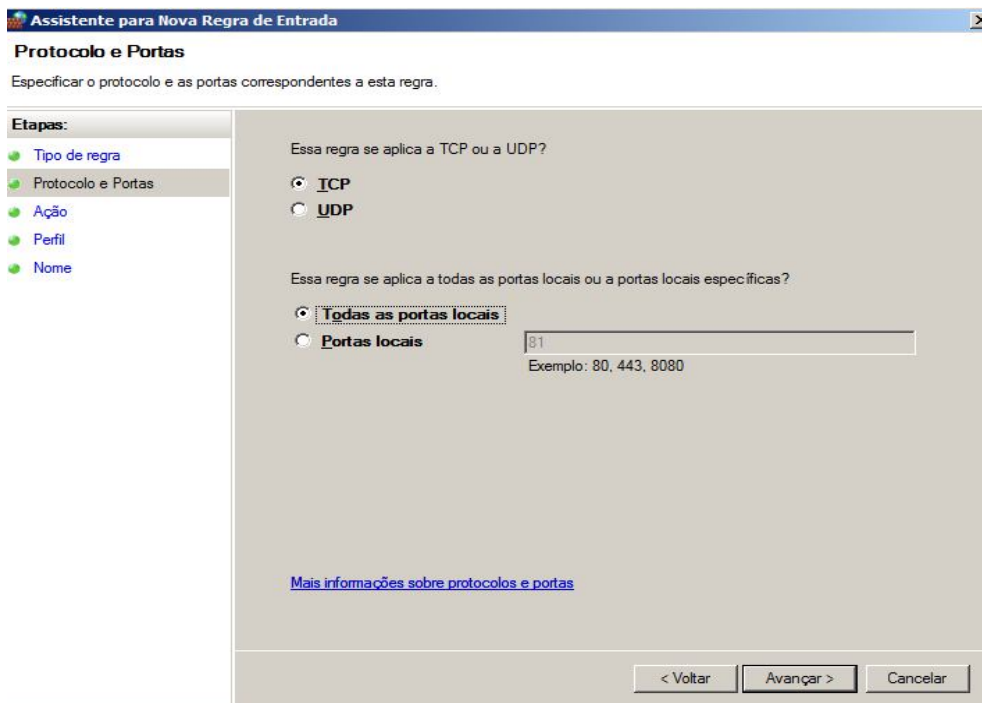 Assistente para Nova Regra de Entrada
Protocolo e Portas
Especificar o protocolo e as portas correspondentes a esta regra.
Etapas:
Tipo de regra
Protocolo e Portas
Ação
Perfil
Nome
Essa regra se aplica a TCP ou a UDP?
TCP
UDP
Essa regra se aplica a todas as portas locais ou a portas locais específicas?
Todas as portas locais
Portas locais
81
Exemplo: 80, 443, 8080
Mais informações sobre protocolos e portas
< Voltar
Avançar >
Cancelar